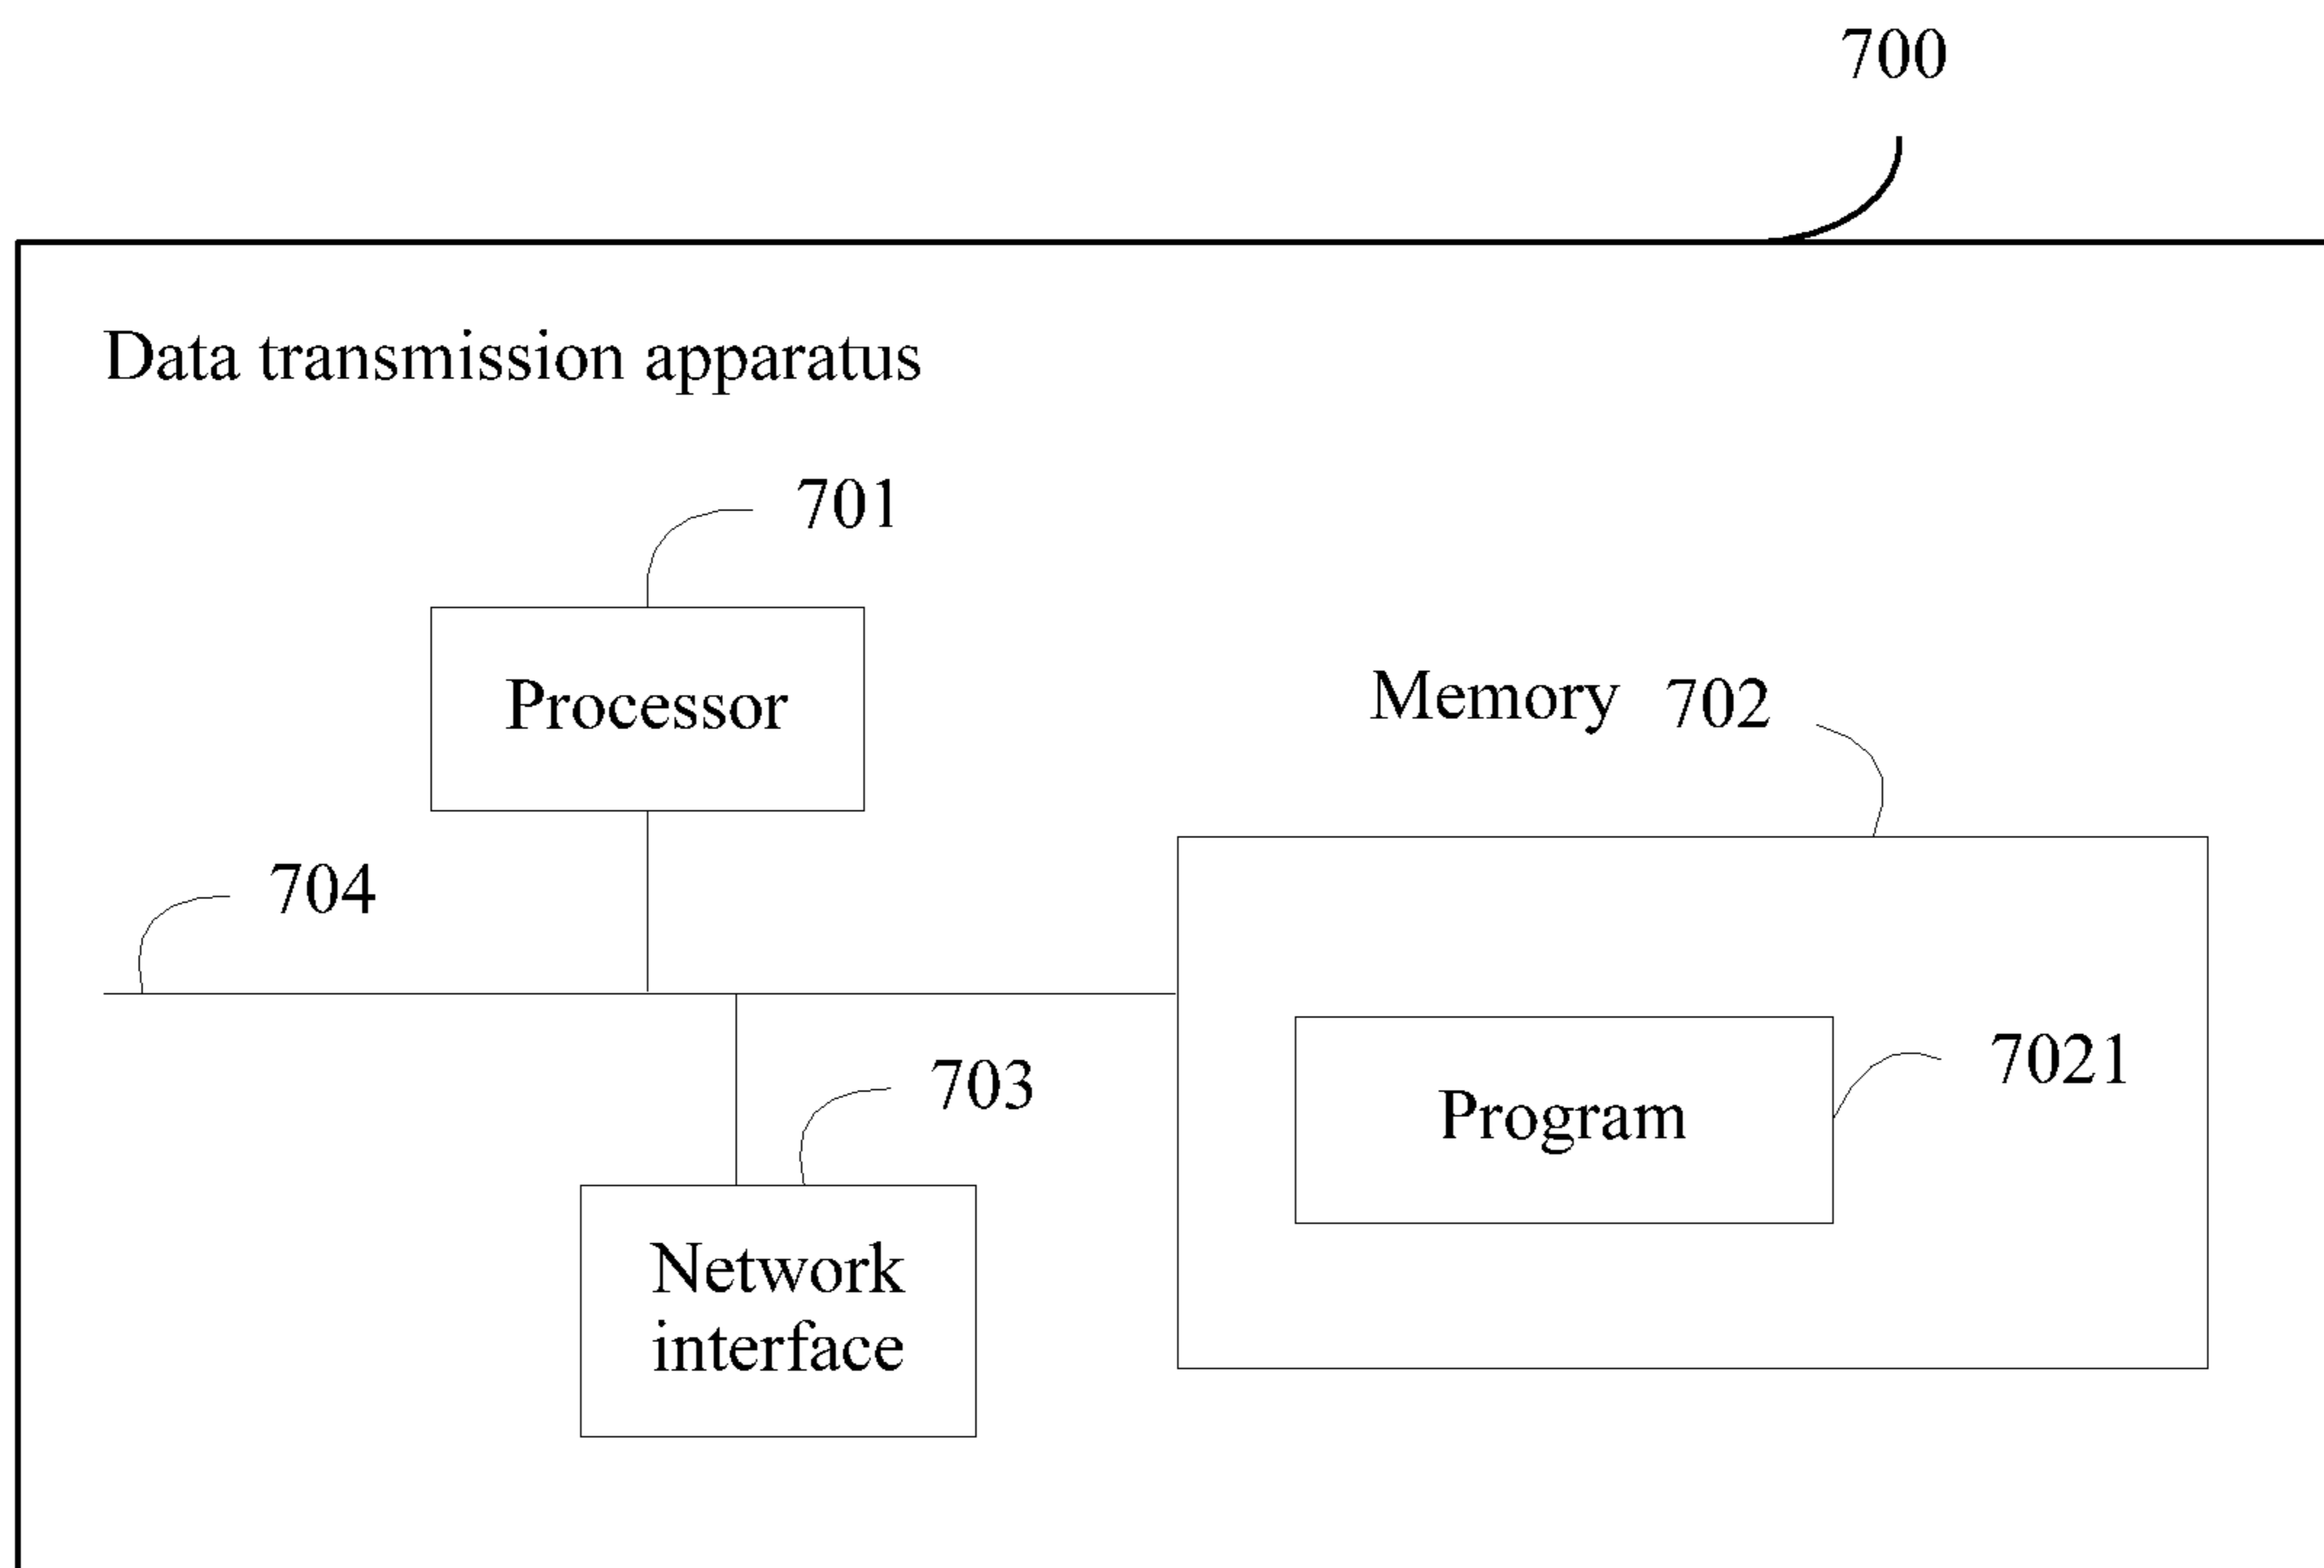 700
Data transmission apparatus
701
Processor
Memory 702
704
7021
703
Program
Network
interface